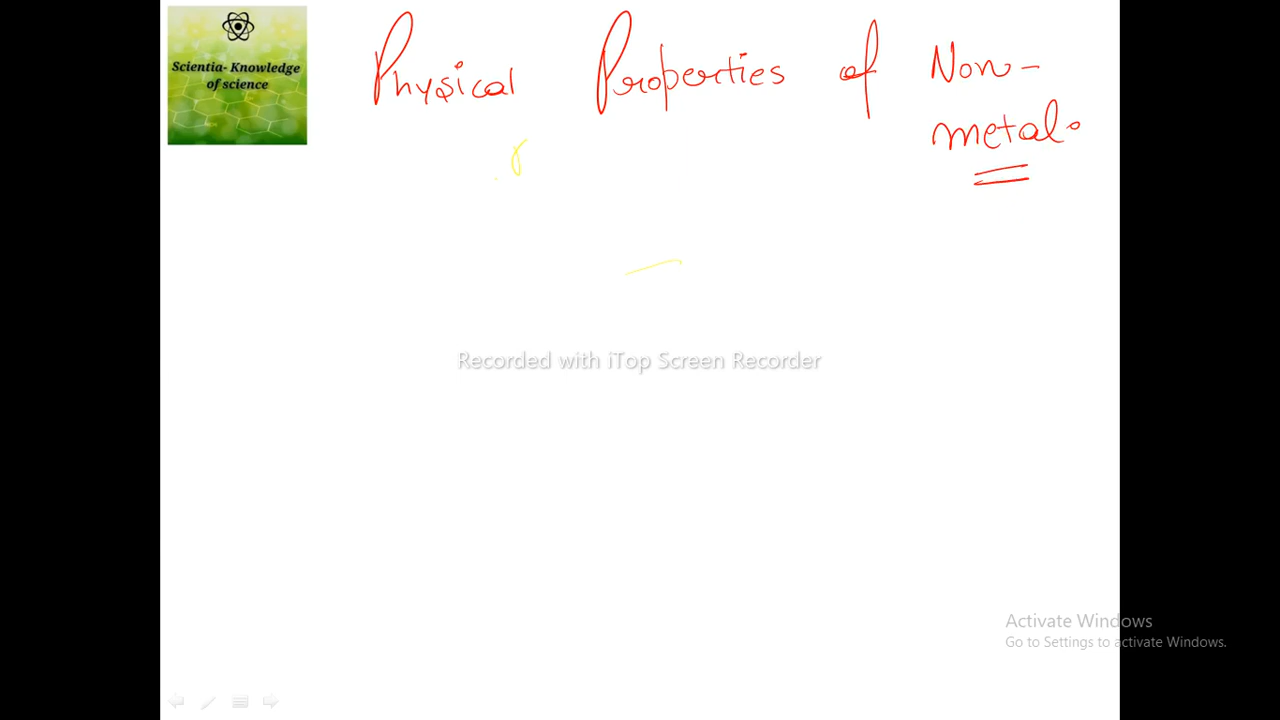 Scientia- Knowledge
of science
Physical Properties of Non-
metal.
Recorded with iTop Screen Recorder
Activate Windows
Go to Settings to activate Windows.